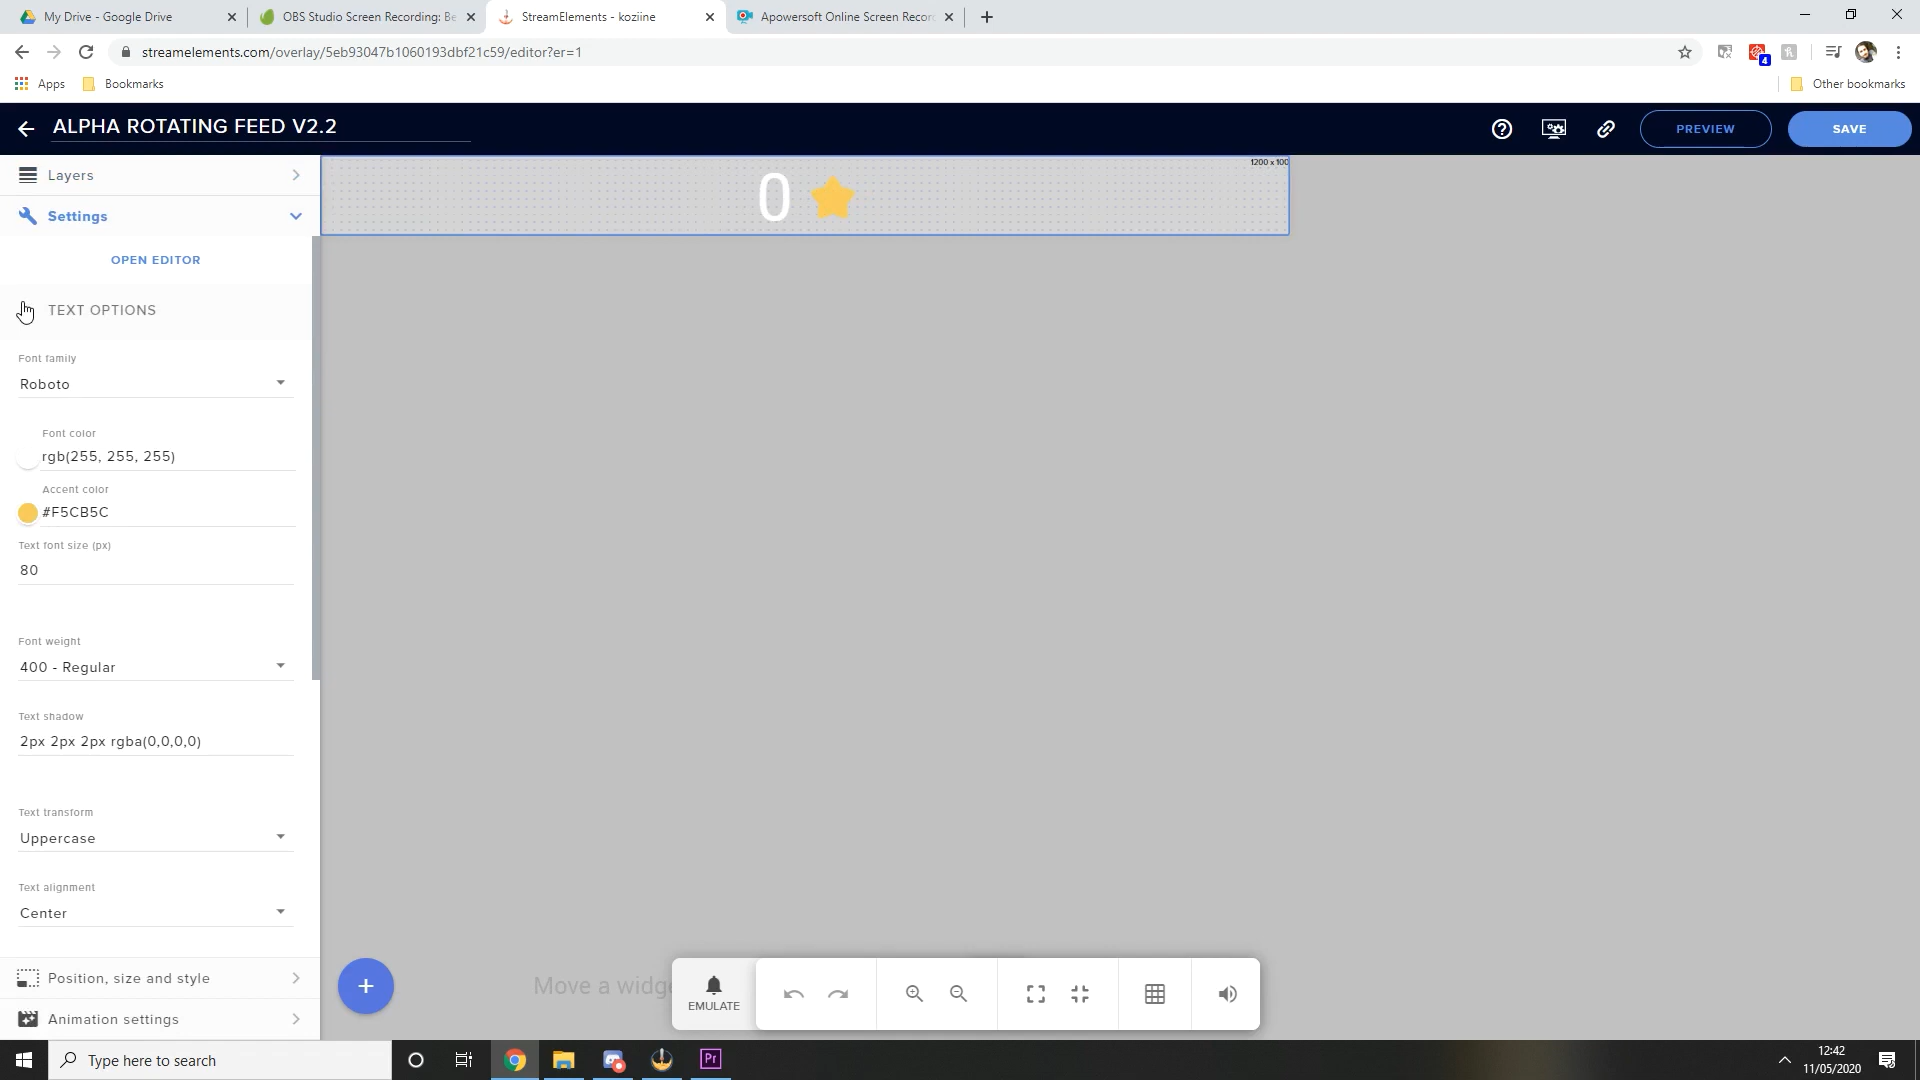 My Drive - Google Drive
OBS Studio Screen Recording: Be
StreamElements - koziine
Apowersoft Online Screen Recor
streamelements.com/overlay/5eb93047b1060193dbf21c59/editor?er=1
4
Apps
Bookmarks
Other bookmarks
ALPHA ROTATING FEED V2.2
PREVIEW
SAVE
Layers
1200 x 100
0
Settings
OPEN EDITOR
TEXT OPTIONS
Font family
Roboto
Font color
rgb(255, 255, 255)
Accent color
#F5CB5C
Text font size (px)
80
Font weight
400 - Regular
Text shadow
2px 2px 2px rgba(0,0,0,0)
Text transform
Uppercase
Text alignment
Center
Position, size and style
Move a widge
EMULATE
Animation settings
Type here to search
Pr
12:42
11/05/2020